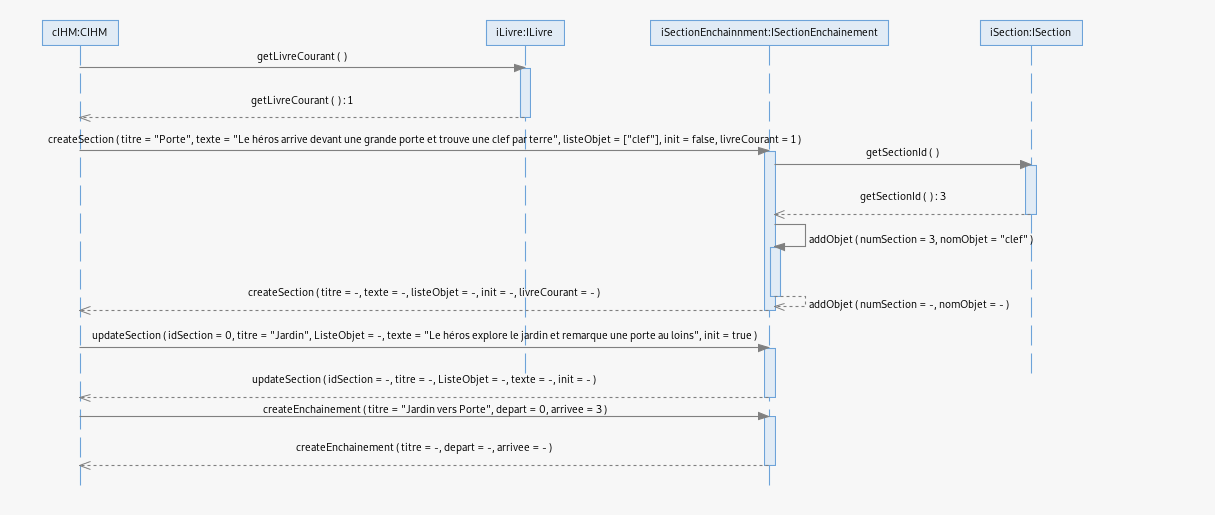 cIHM:CIHM
iLivre:ILivre
iSectionEnchainnment:ISectionEnchainement
iSection:ISection
getLivreCourant ( )
getLivreCourant ( ) : 1
createSection ( titre = "Porte", texte = "Le héros arrive devant une grande porte et trouve une clef par terre", listeObjet = ["clef"], init = false, livreCourant = 1 )
getSectionId ( )
getSectionId ( ) : 3
addObjet ( numSection = 3, nomObjet = "clef" )
createSection ( titre = -, texte = -, listeObjet = -, init = -, livreCourant = - )
addObjet ( numSection = -, nomObjet = - )
updateSection ( idSection = 0, titre = "Jardin", ListeObjet = -, texte = "Le héros explore le jardin et remarque une porte au loins", init = true )
updateSection ( idSection = -, titre = -, ListeObjet = -, texte = -, init = - )
createEnchainement ( titre = "Jardin vers Porte", depart = 0, arrivee = 3 )
createEnchainement ( titre = -, depart = -, arrivee = - )